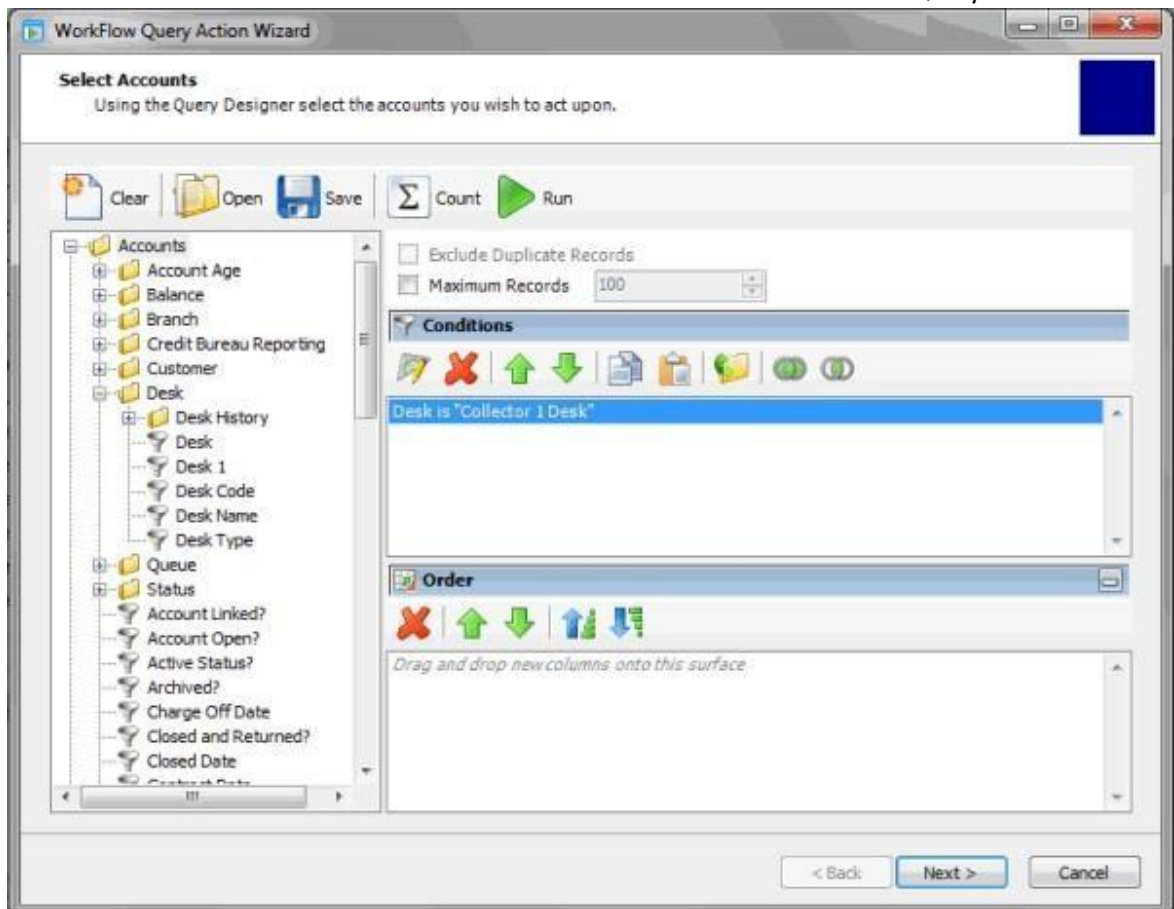 WorkFlow Query Action Wizard
Select Accounts
Using the Query Designer select the accounts you wish to act upon.
Clear Open Save Σ Count Run
Accounts
Account Age
Balance
Branch
Credit Bureau Reporting
Customer
Desk
Desk History
Desk
Desk 1
Desk Code
Desk Name
Desk Type
Queue
Status
Account Linked?
Account Open?
Active Status?
Archived?
Charge Off Date
Closed and Returned?
Closed Date
Exclude Duplicate Records
Maximum Records 100
Conditions
Desk is "Collector 1 Desk"
Order
Drag and drop new columns onto this surface
< Back Next > Cancel